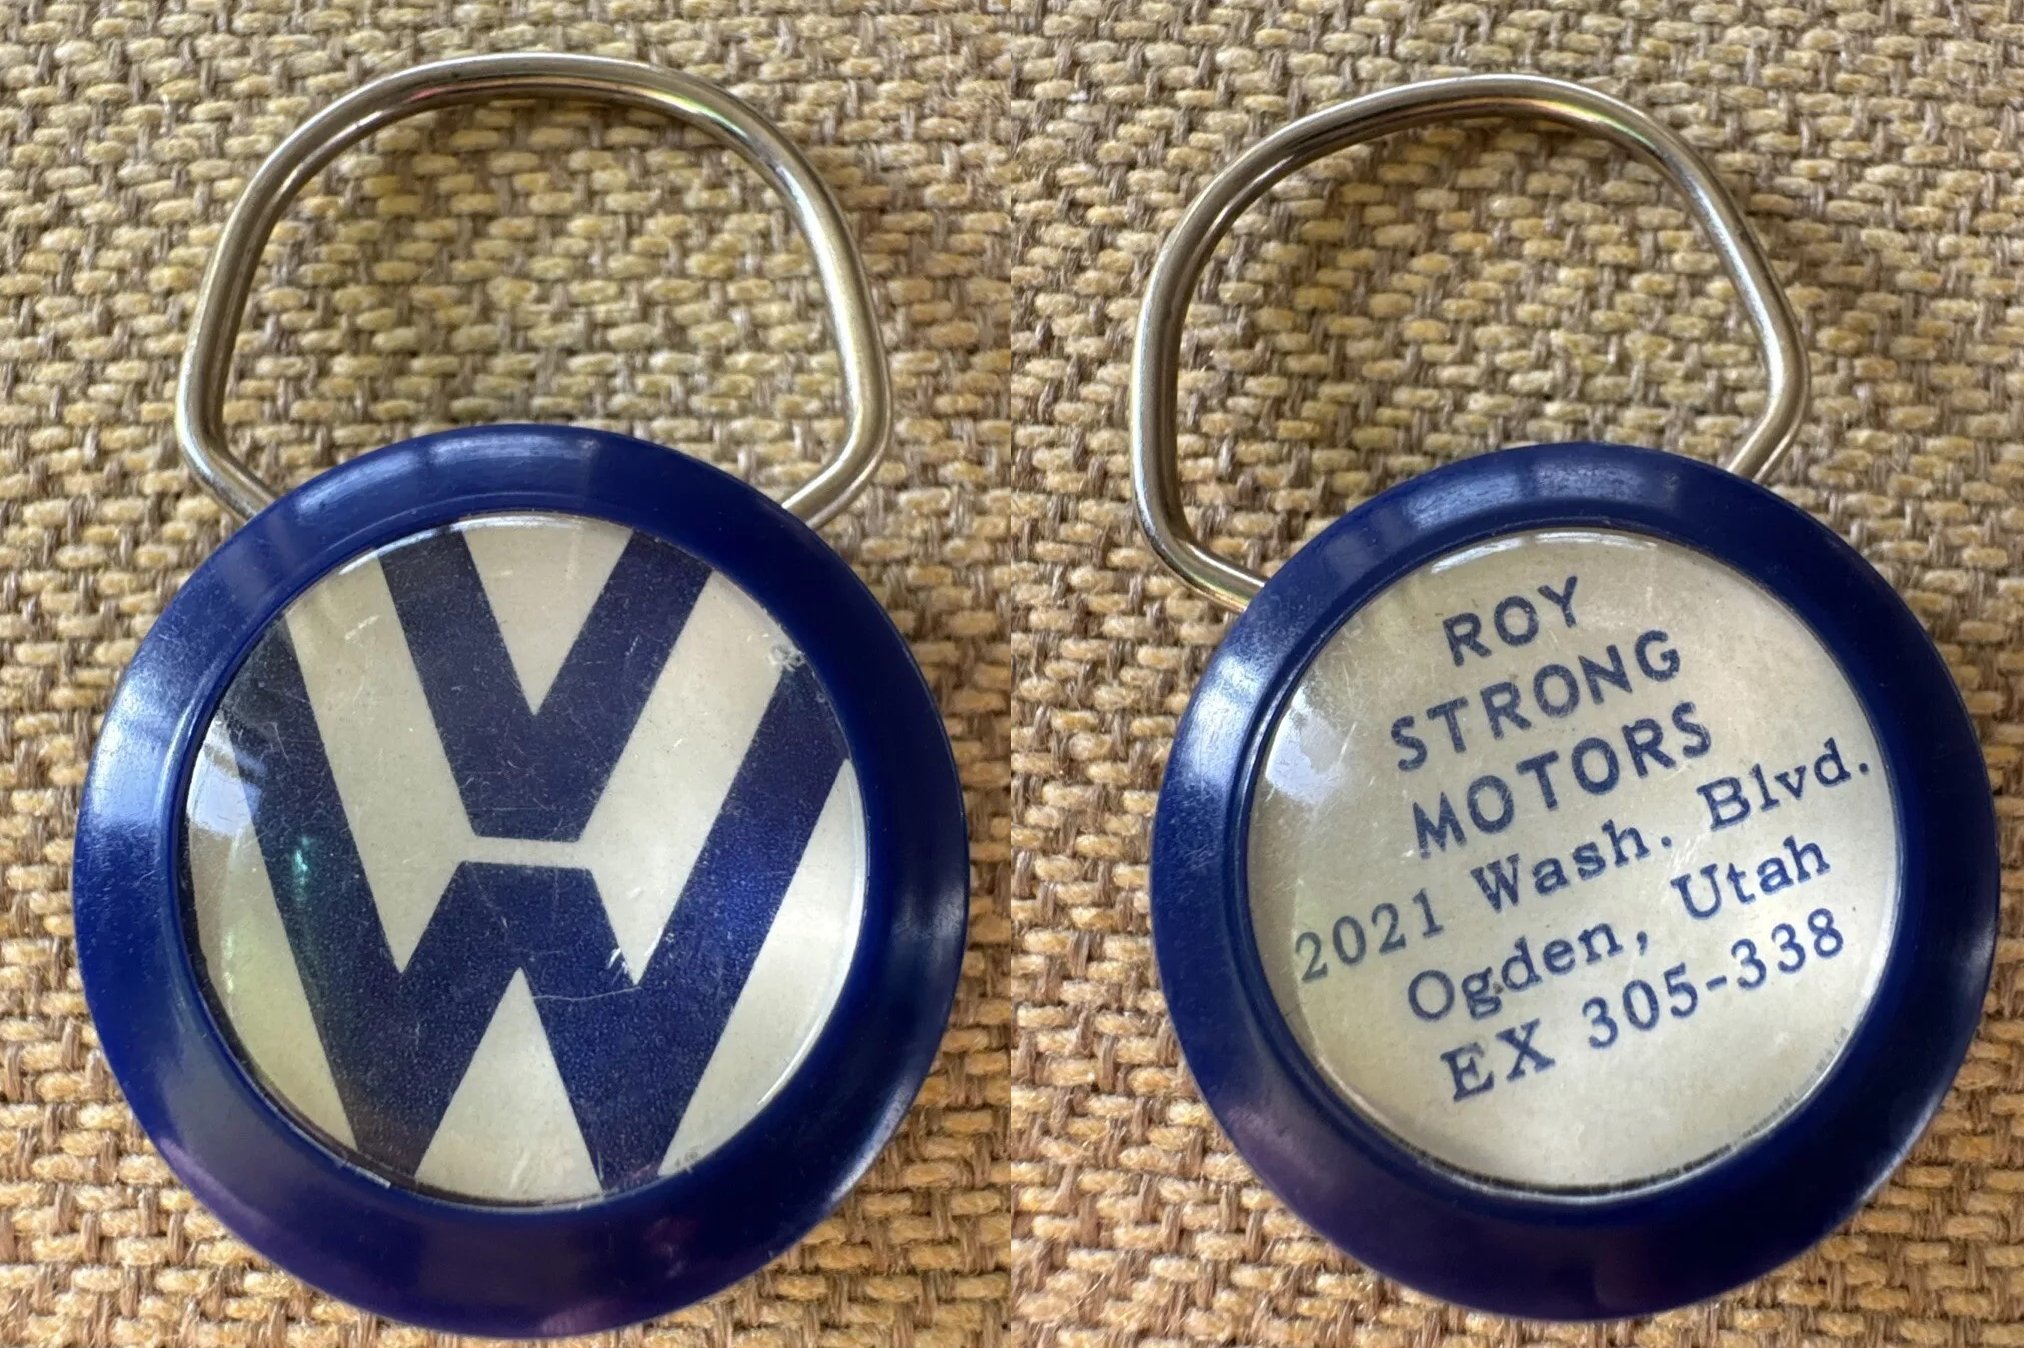 VW
ROY
STRONG
MOTORS
2021 Wash. Blvd.
Ogden, Utah
EX 305-338